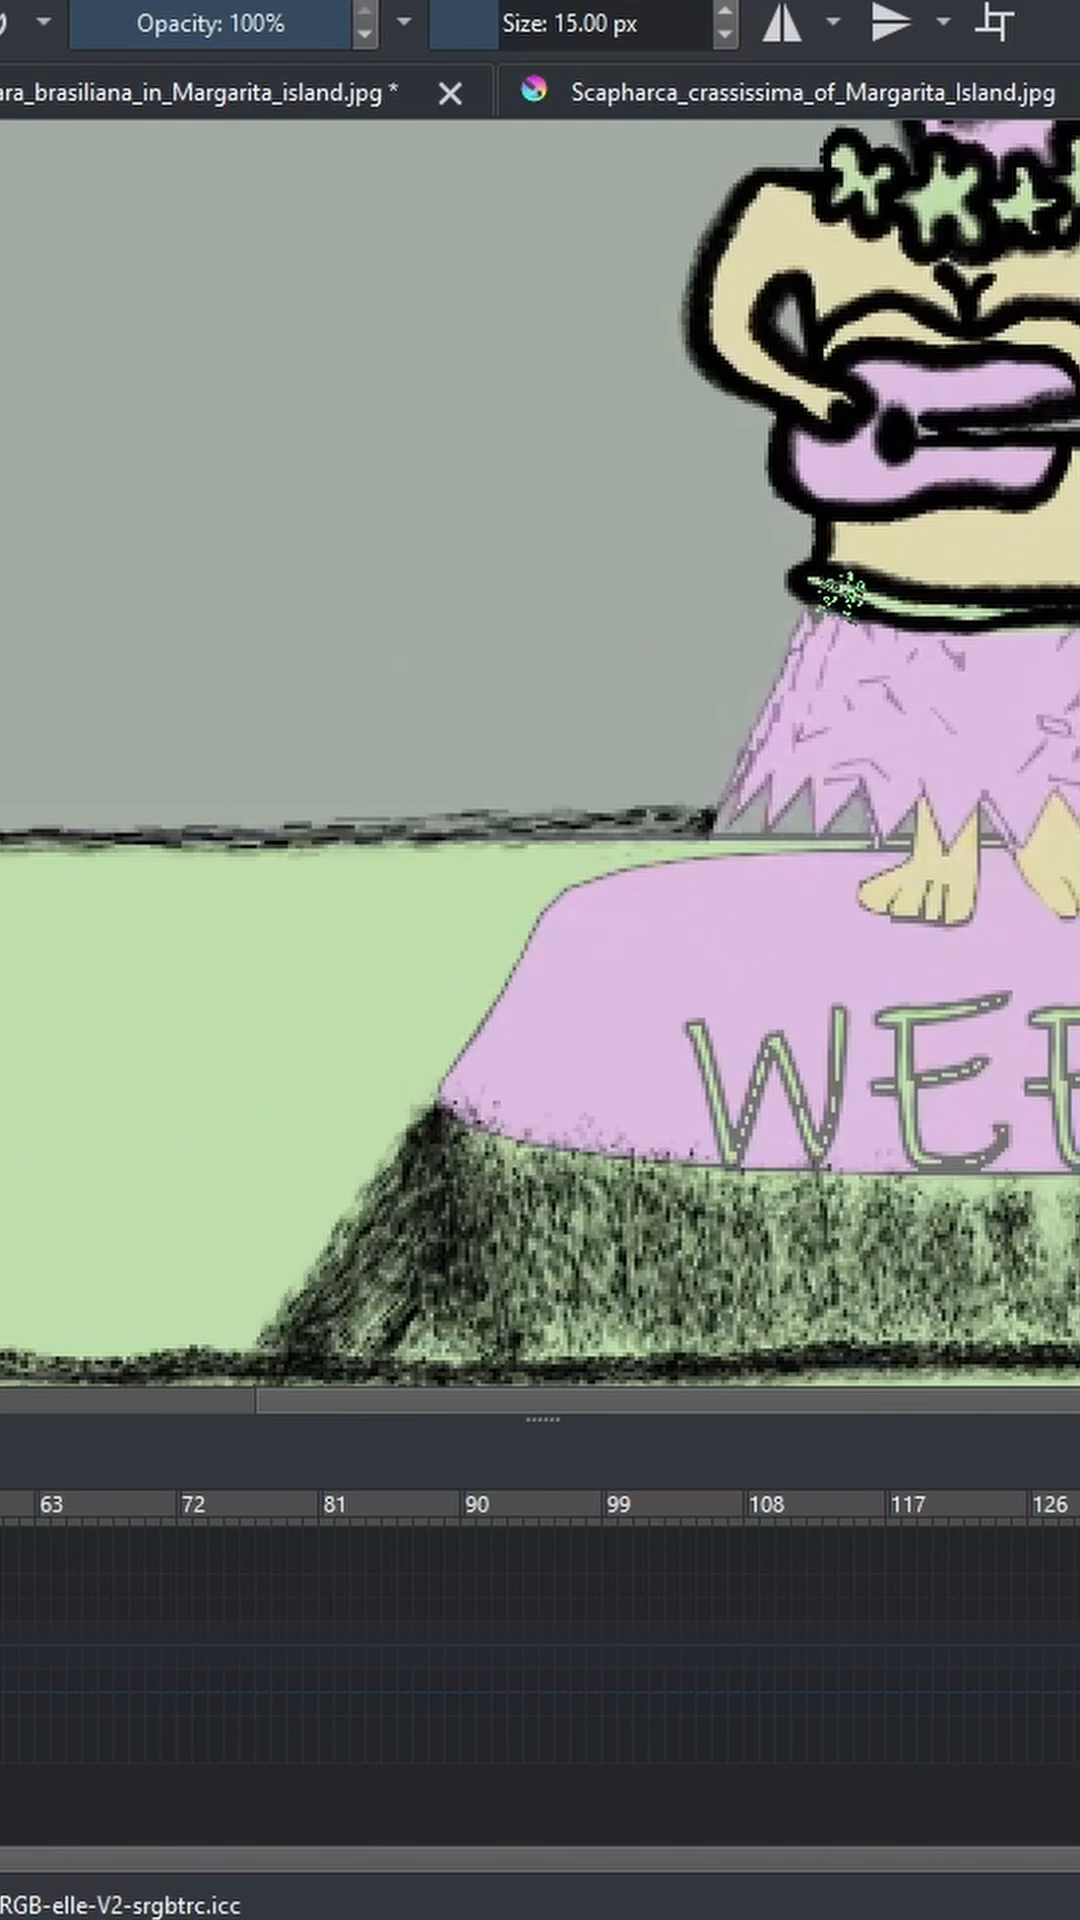 Opacity: 100%
Size: 15.00 px
ara_brasiliana_in_Margarita_island.jpg *
Scapharca_crassissima_of_Margarita_Island.jpg
WEE
63 72 81 90 99 108 117 126
RGB-elle-V2-srgbtrc.icc